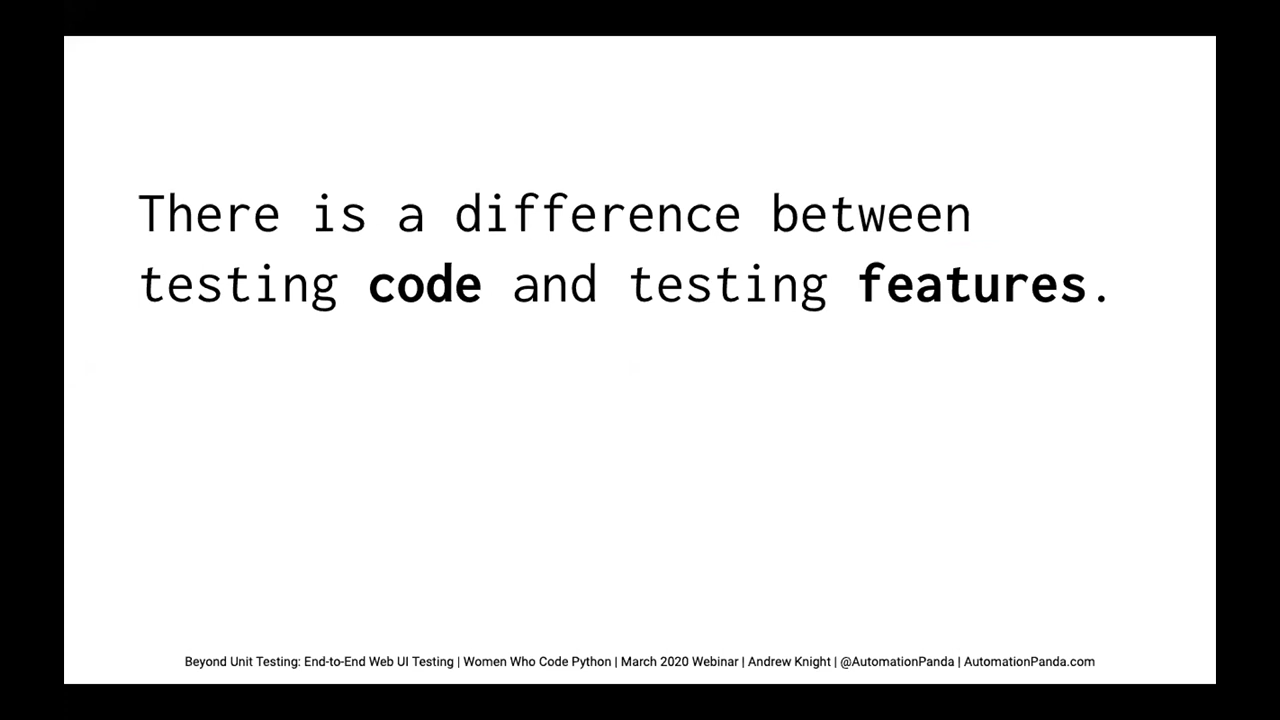 There is a difference between
testing code and testing features.
Beyond Unit Testing: End-to-End Web UI Testing | Women Who Code Python | March 2020 Webinar | Andrew Knight | @AutomationPanda | AutomationPanda.com